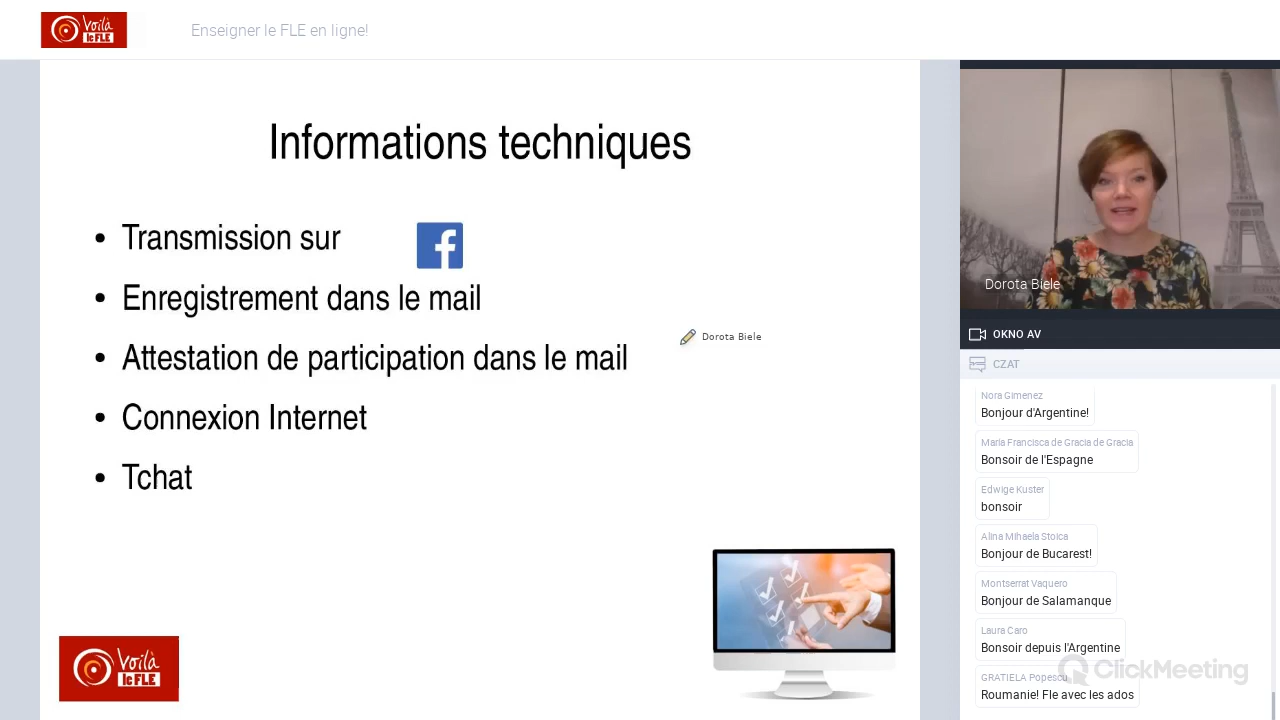 Voilà
le FLE
Enseigner le FLE en ligne!
Informations techniques
• Transmission sur
f
• Enregistrement dans le mail
• Attestation de participation dans le mail
• Connexion Internet
• Tchat
Dorota Biele
Voilà
le FLE
Dorota Biele
OKNO AV
CZAT
Nora Gimenez
Bonjour d'Argentine!
Maria Francisca de Gracia de Gracia
Bonsoir de l'Espagne
Edwige Kuster
bonsoir
Alina Mihaela Stoica
Bonjour de Bucarest!
Montserrat Vaquero
Bonjour de Salamanque
Laura Caro
Bonsoir depuis l'Argentine
GRATIELA Popescu
Roumanie! Fle avec les ados
ClickMeeting